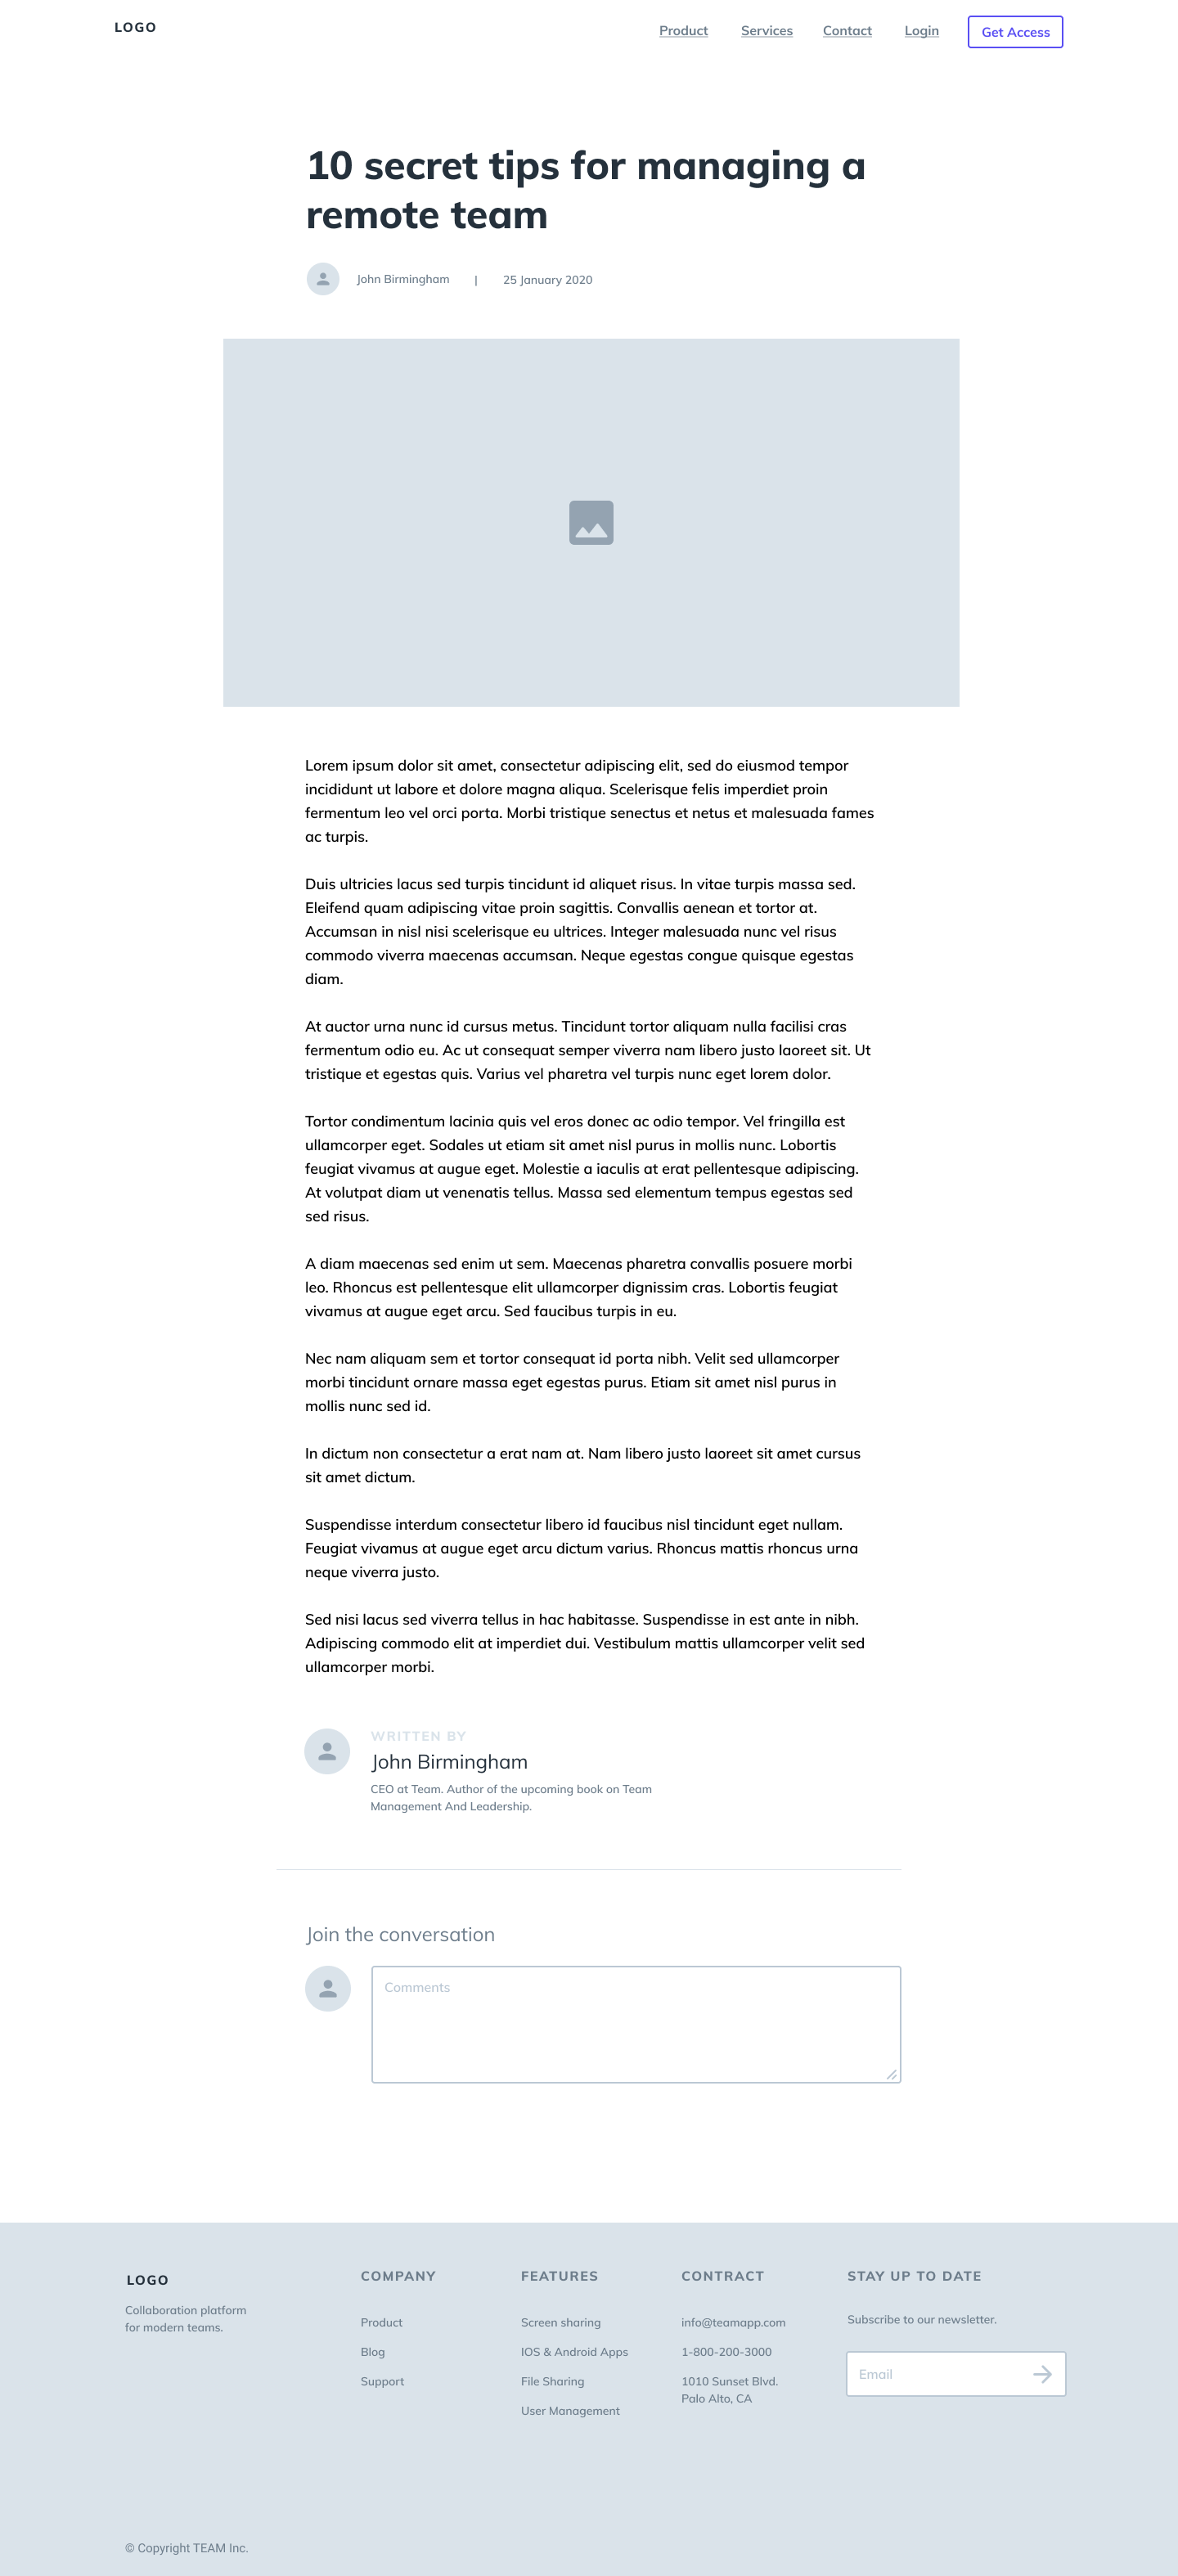 LOGO
Product Services Contact Login Get Access
10 secret tips for managing a
remote team
John Birmingham | 25 January 2020
Lorem ipsum dolor sit amet, consectetur adipiscing elit, sed do eiusmod tempor
incididunt ut labore et dolore magna aliqua. Scelerisque felis imperdiet proin
fermentum leo vel orci porta. Morbi tristique senectus et netus et malesuada fames
ac turpis.
Duis ultricies lacus sed turpis tincidunt id aliquet risus. In vitae turpis massa sed.
Eleifend quam adipiscing vitae proin sagittis. Convallis aenean et tortor at.
Accumsan in nisl nisi scelerisque eu ultrices. Integer malesuada nunc vel risus
commodo viverra maecenas accumsan. Neque egestas congue quisque egestas
diam.
At auctor urna nunc id cursus metus. Tincidunt tortor aliquam nulla facilisi cras
fermentum odio eu. Ac ut consequat semper viverra nam libero justo laoreet sit. Ut
tristique et egestas quis. Varius vel pharetra vel turpis nunc eget lorem dolor.
Tortor condimentum lacinia quis vel eros donec ac odio tempor. Vel fringilla est
ullamcorper eget. Sodales ut etiam sit amet nisl purus in mollis nunc. Lobortis
feugiat vivamus at augue eget. Molestie a iaculis at erat pellentesque adipiscing.
At volutpat diam ut venenatis tellus. Massa sed elementum tempus egestas sed
sed risus.
A diam maecenas sed enim ut sem. Maecenas pharetra convallis posuere morbi
leo. Rhoncus est pellentesque elit ullamcorper dignissim cras. Lobortis feugiat
vivamus at augue eget arcu. Sed faucibus turpis in eu.
Nec nam aliquam sem et tortor consequat id porta nibh. Velit sed ullamcorper
morbi tincidunt ornare massa eget egestas purus. Etiam sit amet nisl purus in
mollis nunc sed id.
In dictum non consectetur a erat nam at. Nam libero justo laoreet sit amet cursus
sit amet dictum.
Suspendisse interdum consectetur libero id faucibus nisl tincidunt eget nullam.
Feugiat vivamus at augue eget arcu dictum varius. Rhoncus mattis rhoncus urna
neque viverra justo.
Sed nisi lacus sed viverra tellus in hac habitasse. Suspendisse in est ante in nibh.
Adipiscing commodo elit at imperdiet dui. Vestibulum mattis ullamcorper velit sed
ullamcorper morbi.
WRITTEN BY
John Birmingham
CEO at Team. Author of the upcoming book on Team
Management And Leadership.
Join the conversation
Comments
LOGO
Collaboration platform
for modern teams.
COMPANY
Product
Blog
Support
FEATURES
Screen sharing
IOS & Android Apps
File Sharing
User Management
CONTRACT
info@teamapp.com
1-800-200-3000
1010 Sunset Blvd.
Palo Alto, CA
STAY UP TO DATE
Subscribe to our newsletter.
Email
© Copyright TEAM Inc.